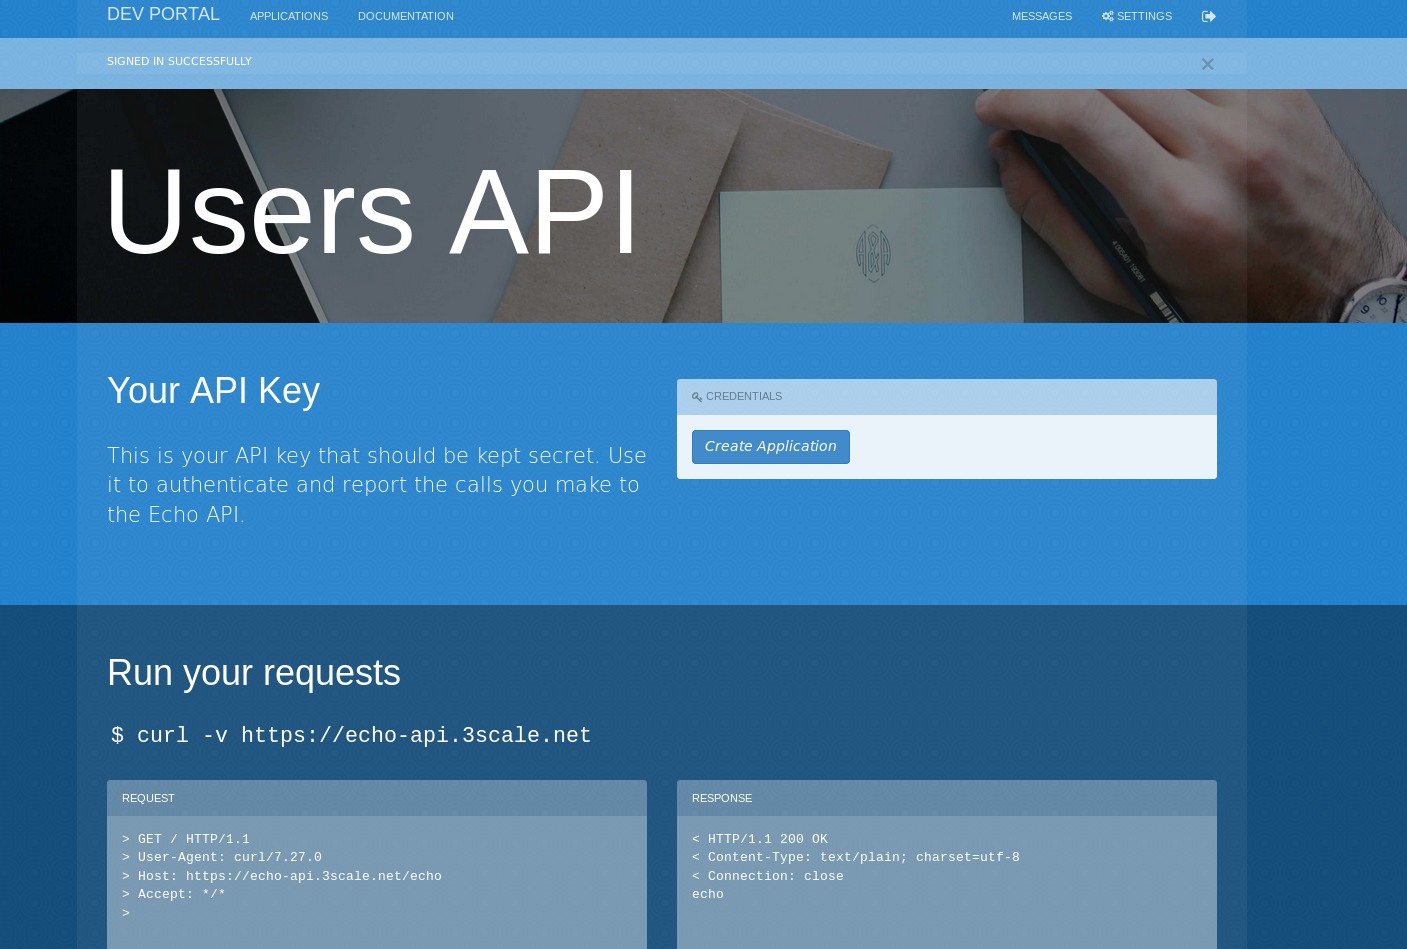 DEV PORTAL APPLICATIONS DOCUMENTATION MESSAGES SETTINGS
SIGNED IN SUCCESSFULLY ×
Users API
Your API Key
This is your API key that should be kept secret. Use
it to authenticate and report the calls you make to
the Echo API.
CREDENTIALS
Create Application
Run your requests
$ curl -v https://echo-api.3scale.net
REQUEST
> GET / HTTP/1.1
> User-Agent: curl/7.27.0
> Host: https://echo-api.3scale.net/echo
> Accept: */*
>
RESPONSE
< HTTP/1.1 200 OK
< Content-Type: text/plain; charset=utf-8
< Connection: close
echo